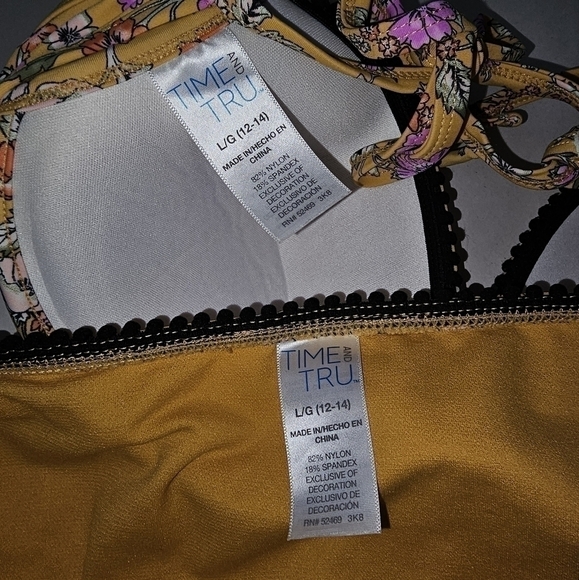 TIME AND
TRU™
L/G (12-14)
MADE IN/HECHO EN
CHINA
82% NYLON
18% SPANDEX
EXCLUSIVE OF
DECORATION
EXCLUSIVO DE
DECORACIÓN
RN# 52469 3K8
TIME AND
TRU™
L/G (12-14)
MADE IN/HECHO EN
CHINA
82% NYLON
18% SPANDEX
EXCLUSIVE OF
DECORATION
EXCLUSIVO DE
DECORACIÓN
RN# 52469 3K8